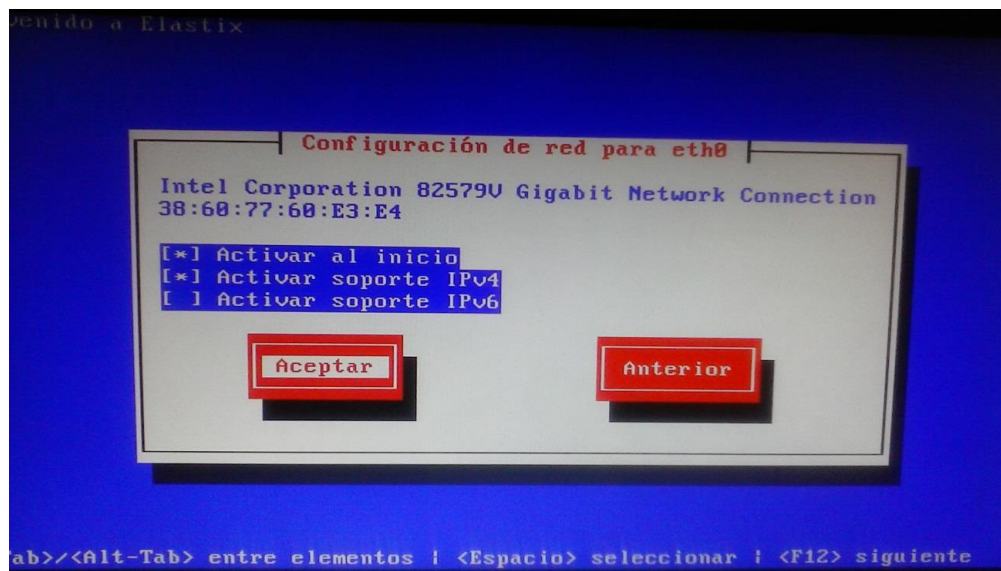 venido a Elastix
Configuración de red para eth0
Intel Corporation 82579V Gigabit Network Connection
38:60:77:60:E3:E4
[*] Activar al inicio
[*] Activar soporte IPv4
[ ] Activar soporte IPv6
Aceptar
Anterior
ab>/<Alt-Tab> entre elementos | <Espacio> seleccionar | <F12> siguiente